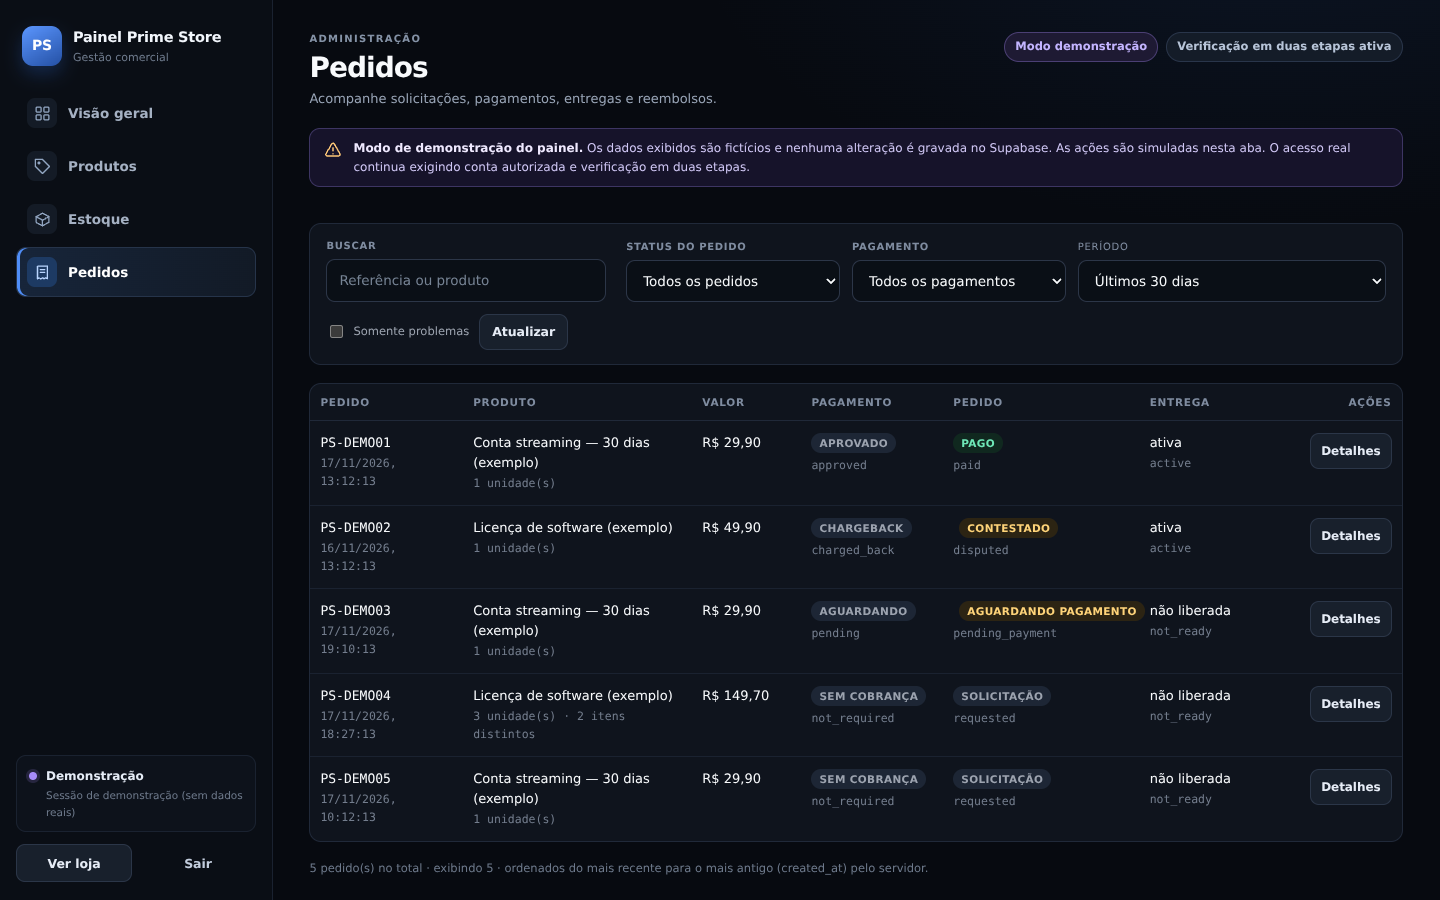 PS
Painel Prime Store
Gestão comercial
Visão geral
Produtos
Estoque
Pedidos
Demonstração
Sessão de demonstração (sem dados
reais)
Ver loja
Sair
ADMINISTRAÇÃO
Pedidos
Acompanhe solicitações, pagamentos, entregas e reembolsos.
Modo demonstração
Verificação em duas etapas ativa
Modo de demonstração do painel. Os dados exibidos são fictícios e nenhuma alteração é gravada no Supabase. As ações são simuladas nesta aba. O acesso real
continua exigindo conta autorizada e verificação em duas etapas.
BUSCAR
STATUS DO PEDIDO
PAGAMENTO
PERÍODO
Referência ou produto
Todos os pedidos
Todos os pagamentos
Últimos 30 dias
Somente problemas
Atualizar
PEDIDO PRODUTO VALOR PAGAMENTO PEDIDO ENTREGA AÇÕES
PS-DEMO01 Conta streaming — 30 dias R$ 29,90 APROVADO PAGO ativa Detalhes
17/11/2026, (exemplo) approved paid active
13:12:13 1 unidade(s)
PS-DEMO02 Licença de software (exemplo) R$ 49,90 CHARGEBACK CONTESTADO ativa Detalhes
16/11/2026, 1 unidade(s) charged_back disputed active
13:12:13
PS-DEMO03 Conta streaming — 30 dias R$ 29,90 AGUARDANDO AGUARDANDO PAGAMENTO não liberada Detalhes
17/11/2026, (exemplo) pending pending_payment not_ready
19:10:13 1 unidade(s)
PS-DEMO04 Licença de software (exemplo) R$ 149,70 SEM COBRANÇA SOLICITAÇÃO não liberada Detalhes
17/11/2026, 3 unidade(s) · 2 itens not_required requested not_ready
18:27:13 distintos
PS-DEMO05 Conta streaming — 30 dias R$ 29,90 SEM COBRANÇA SOLICITAÇÃO não liberada Detalhes
17/11/2026, (exemplo) not_required requested not_ready
10:12:13 1 unidade(s)
5 pedido(s) no total · exibindo 5 · ordenados do mais recente para o mais antigo (created_at) pelo servidor.